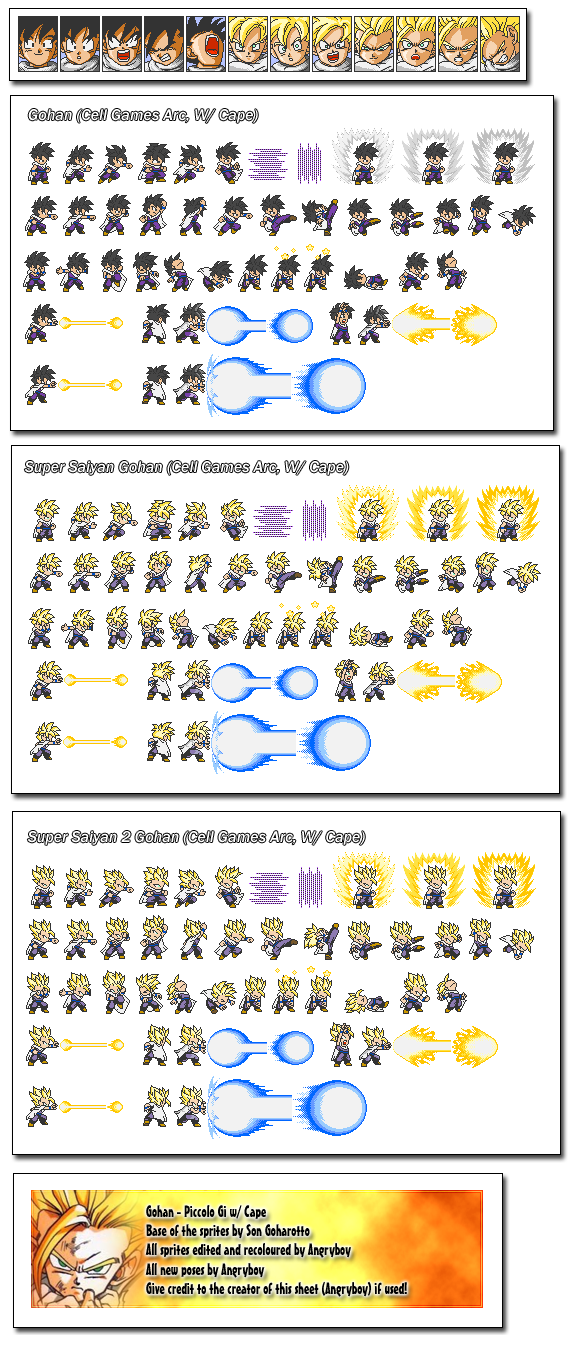 Gohan (Cell Games Arc, W/ Cape)
Super Saiyan Gohan (Cell Games Arc, W/ Cape)
Super Saiyan 2 Gohan (Cell Games Arc, W/ Cape)
Gohan - Piccolo Gi w/ Cape
Base of the sprites by Son Goharotto
All sprites edited and recoloured by Angryboy
All new poses by Angryboy
Give credit to the creator of this sheet (Angryboy) if used!